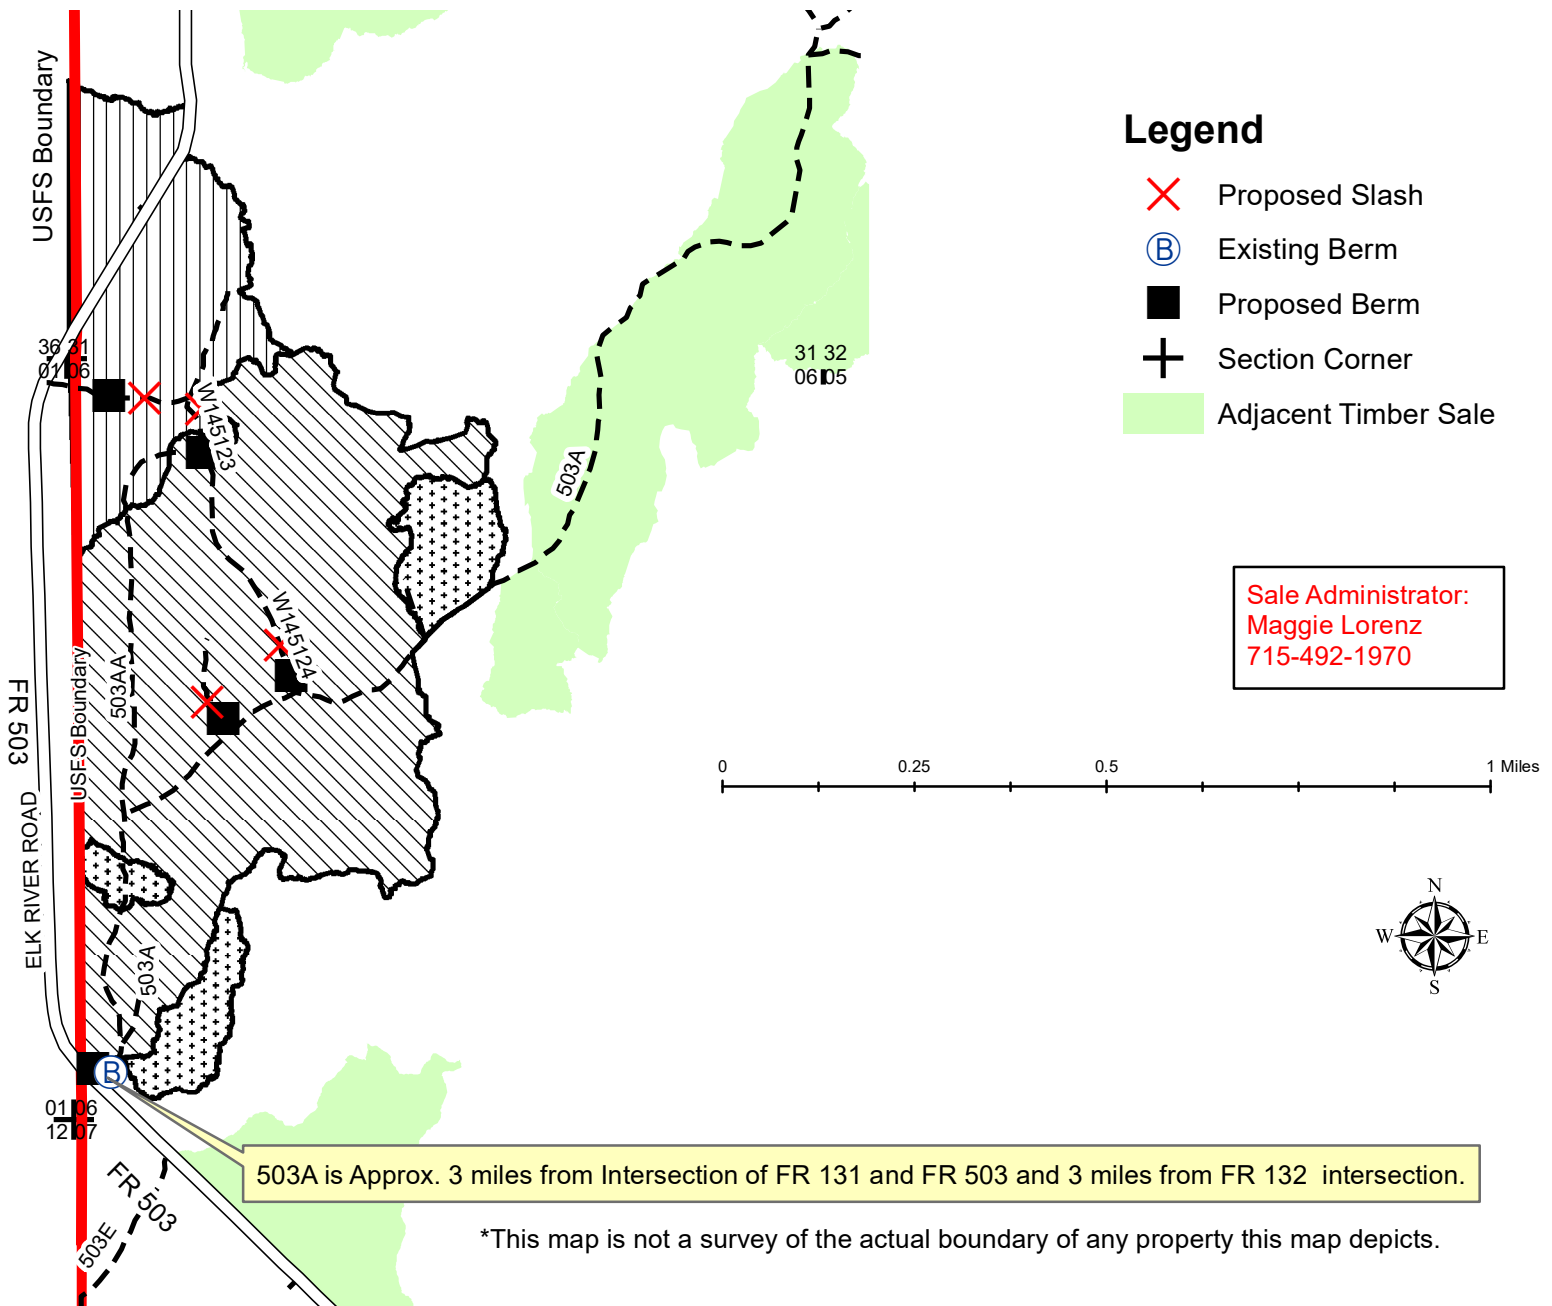 USFS Boundary
Legend
Proposed Slash
B
Existing Berm
Proposed Berm
Section Corner
Adjacent Timber Sale
36 31
01 06
31 32
06 05
W145123
503A
W145124
503AA
USFS Boundary
FR 503
ELK RIVER ROAD
503A
Sale Administrator:
Maggie Lorenz
715-492-1970
0 0.25 0.5 1 Miles
N
W E
S
B
01 06
12 07
503A is Approx. 3 miles from Intersection of FR 131 and FR 503 and 3 miles from FR 132 intersection.
FR 503
503E
*This map is not a survey of the actual boundary of any property this map depicts.